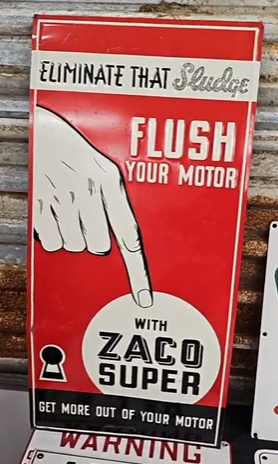 ELIMINATE THAT Sludge
FLUSH
YOUR MOTOR
WITH
ZACO
SUPER
GET MORE OUT OF YOUR MOTOR
WARNING